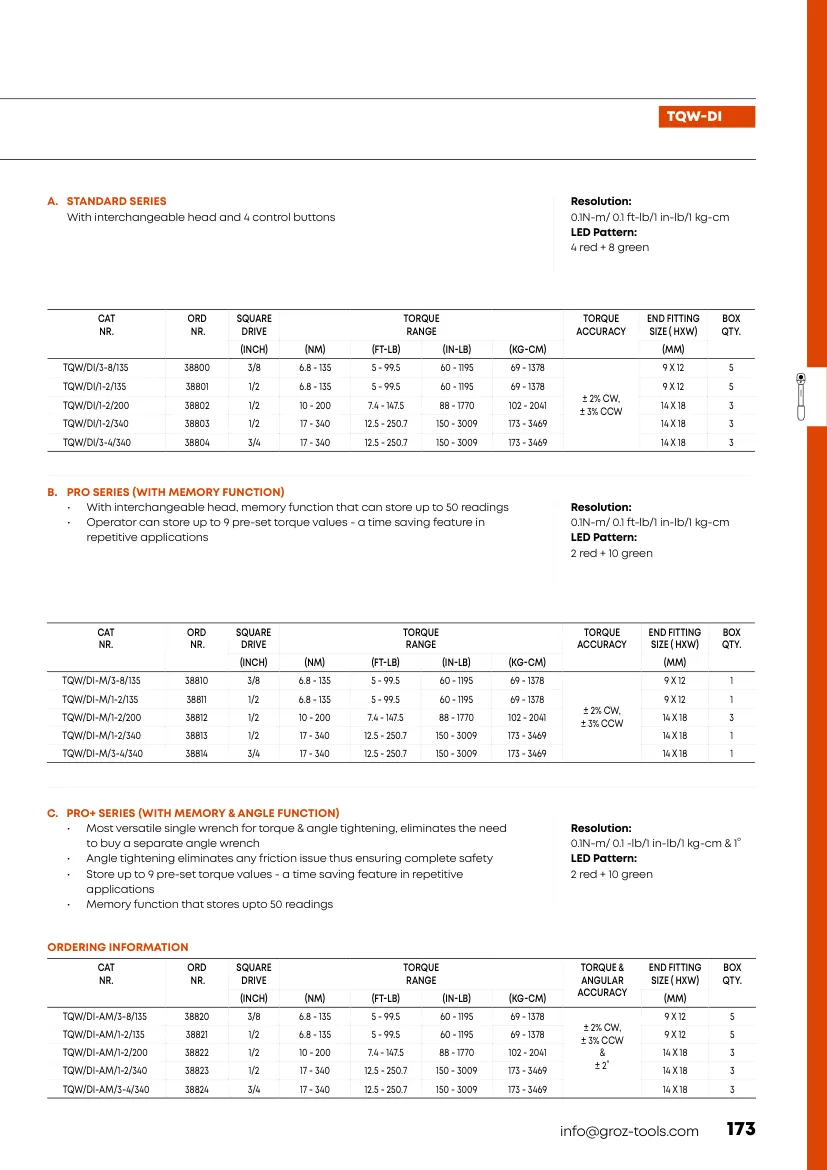 TQW-DI
A. STANDARD SERIES
With interchangeable head and 4 control buttons
Resolution:
0.1N-m/ 0.1 ft-lb/1 in-lb/1 kg-cm
LED Pattern:
4 red + 8 green
CAT NR. ORD NR. SQUARE DRIVE TORQUE RANGE TORQUE ACCURACY END FITTING SIZE ( HXW) BOX QTY.
(INCH) (NM) (FT-LB) (IN-LB) (KG-CM) (MM)
TQW/DI/3-8/135 38800 3/8 6.8 - 135 5 - 99.5 60 - 1195 69 - 1378 9 X 12 5
TQW/DI/1-2/135 38801 1/2 6.8 - 135 5 - 99.5 60 - 1195 69 - 1378 9 X 12 5
± 2% CW,
± 3% CCW
TQW/DI/1-2/200 38802 1/2 10 - 200 7.4 - 147.5 88 - 1770 102 - 2041 14 X 18 3
TQW/DI/1-2/340 38803 1/2 17 - 340 12.5 - 250.7 150 - 3009 173 - 3469 14 X 18 3
TQW/DI/3-4/340 38804 3/4 17 - 340 12.5 - 250.7 150 - 3009 173 - 3469 14 X 18 3
B. PRO SERIES (WITH MEMORY FUNCTION)
• With interchangeable head, memory function that can store up to 50 readings
• Operator can store up to 9 pre-set torque values - a time saving feature in
repetitive applications
Resolution:
0.1N-m/ 0.1 ft-lb/1 in-lb/1 kg-cm
LED Pattern:
2 red + 10 green
CAT NR. ORD NR. SQUARE DRIVE TORQUE RANGE TORQUE ACCURACY END FITTING SIZE ( HXW) BOX QTY.
(INCH) (NM) (FT-LB) (IN-LB) (KG-CM) (MM)
TQW/DI-M/3-8/135 38810 3/8 6.8 - 135 5 - 99.5 60 - 1195 69 - 1378 9 X 12 1
TQW/DI-M/1-2/135 38811 1/2 6.8 - 135 5 - 99.5 60 - 1195 69 - 1378 9 X 12 1
± 2% CW,
± 3% CCW
TQW/DI-M/1-2/200 38812 1/2 10 - 200 7.4 - 147.5 88 - 1770 102 - 2041 14 X 18 3
TQW/DI-M/1-2/340 38813 1/2 17 - 340 12.5 - 250.7 150 - 3009 173 - 3469 14 X 18 1
TQW/DI-M/3-4/340 38814 3/4 17 - 340 12.5 - 250.7 150 - 3009 173 - 3469 14 X 18 1
C. PRO+ SERIES (WITH MEMORY & ANGLE FUNCTION)
• Most versatile single wrench for torque & angle tightening, eliminates the need
to buy a separate angle wrench
• Angle tightening eliminates any friction issue thus ensuring complete safety
• Store up to 9 pre-set torque values - a time saving feature in repetitive
applications
• Memory function that stores upto 50 readings
Resolution:
0.1N-m/ 0.1 -lb/1 in-lb/1 kg-cm & 1°
LED Pattern:
2 red + 10 green
ORDERING INFORMATION
CAT NR. ORD NR. SQUARE DRIVE TORQUE RANGE TORQUE & ANGULAR ACCURACY END FITTING SIZE ( HXW) BOX QTY.
(INCH) (NM) (FT-LB) (IN-LB) (KG-CM) (MM)
TQW/DI-AM/3-8/135 38820 3/8 6.8 - 135 5 - 99.5 60 - 1195 69 - 1378 9 X 12 5
TQW/DI-AM/1-2/135 38821 1/2 6.8 - 135 5 - 99.5 60 - 1195 69 - 1378 9 X 12 5
± 2% CW,
± 3% CCW
&
± 2°
TQW/DI-AM/1-2/200 38822 1/2 10 - 200 7.4 - 147.5 88 - 1770 102 - 2041 14 X 18 3
TQW/DI-AM/1-2/340 38823 1/2 17 - 340 12.5 - 250.7 150 - 3009 173 - 3469 14 X 18 3
TQW/DI-AM/3-4/340 38824 3/4 17 - 340 12.5 - 250.7 150 - 3009 173 - 3469 14 X 18 3
info@groz-tools.com 173